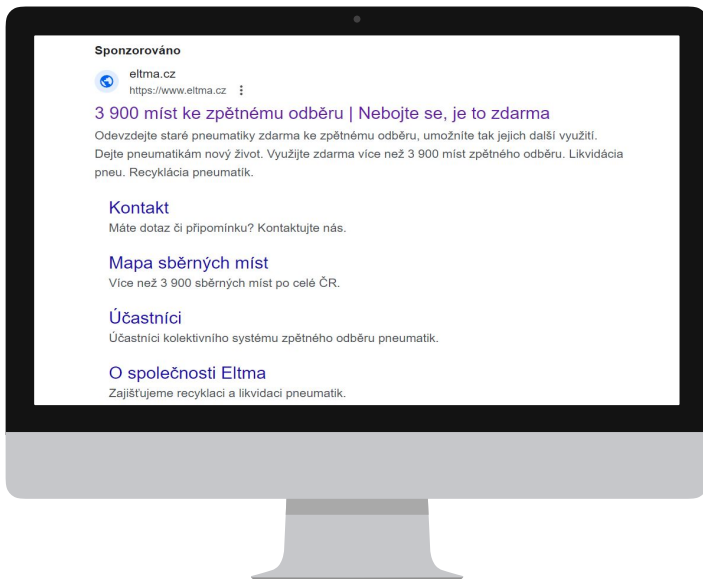 Sponzorováno
eltma.cz
https://www.eltma.cz
3 900 míst ke zpětnému odběru | Nebojte se, je to zdarma
Odevzdejte staré pneumatiky zdarma ke zpětnému odběru, umožníte tak jejich další využití.
Dejte pneumatikám nový život. Využijte zdarma více než 3 900 míst zpětného odběru. Likvidácia
pneu. Recyklácia pneumatík.
Kontakt
Máte dotaz či připomínku? Kontaktujte nás.
Mapa sběrných míst
Více než 3 900 sběrných míst po celé ČR.
Účastníci
Účastníci kolektivního systému zpětného odběru pneumatik.
O společnosti Eltma
Zajišťujeme recyklaci a likvidaci pneumatik.